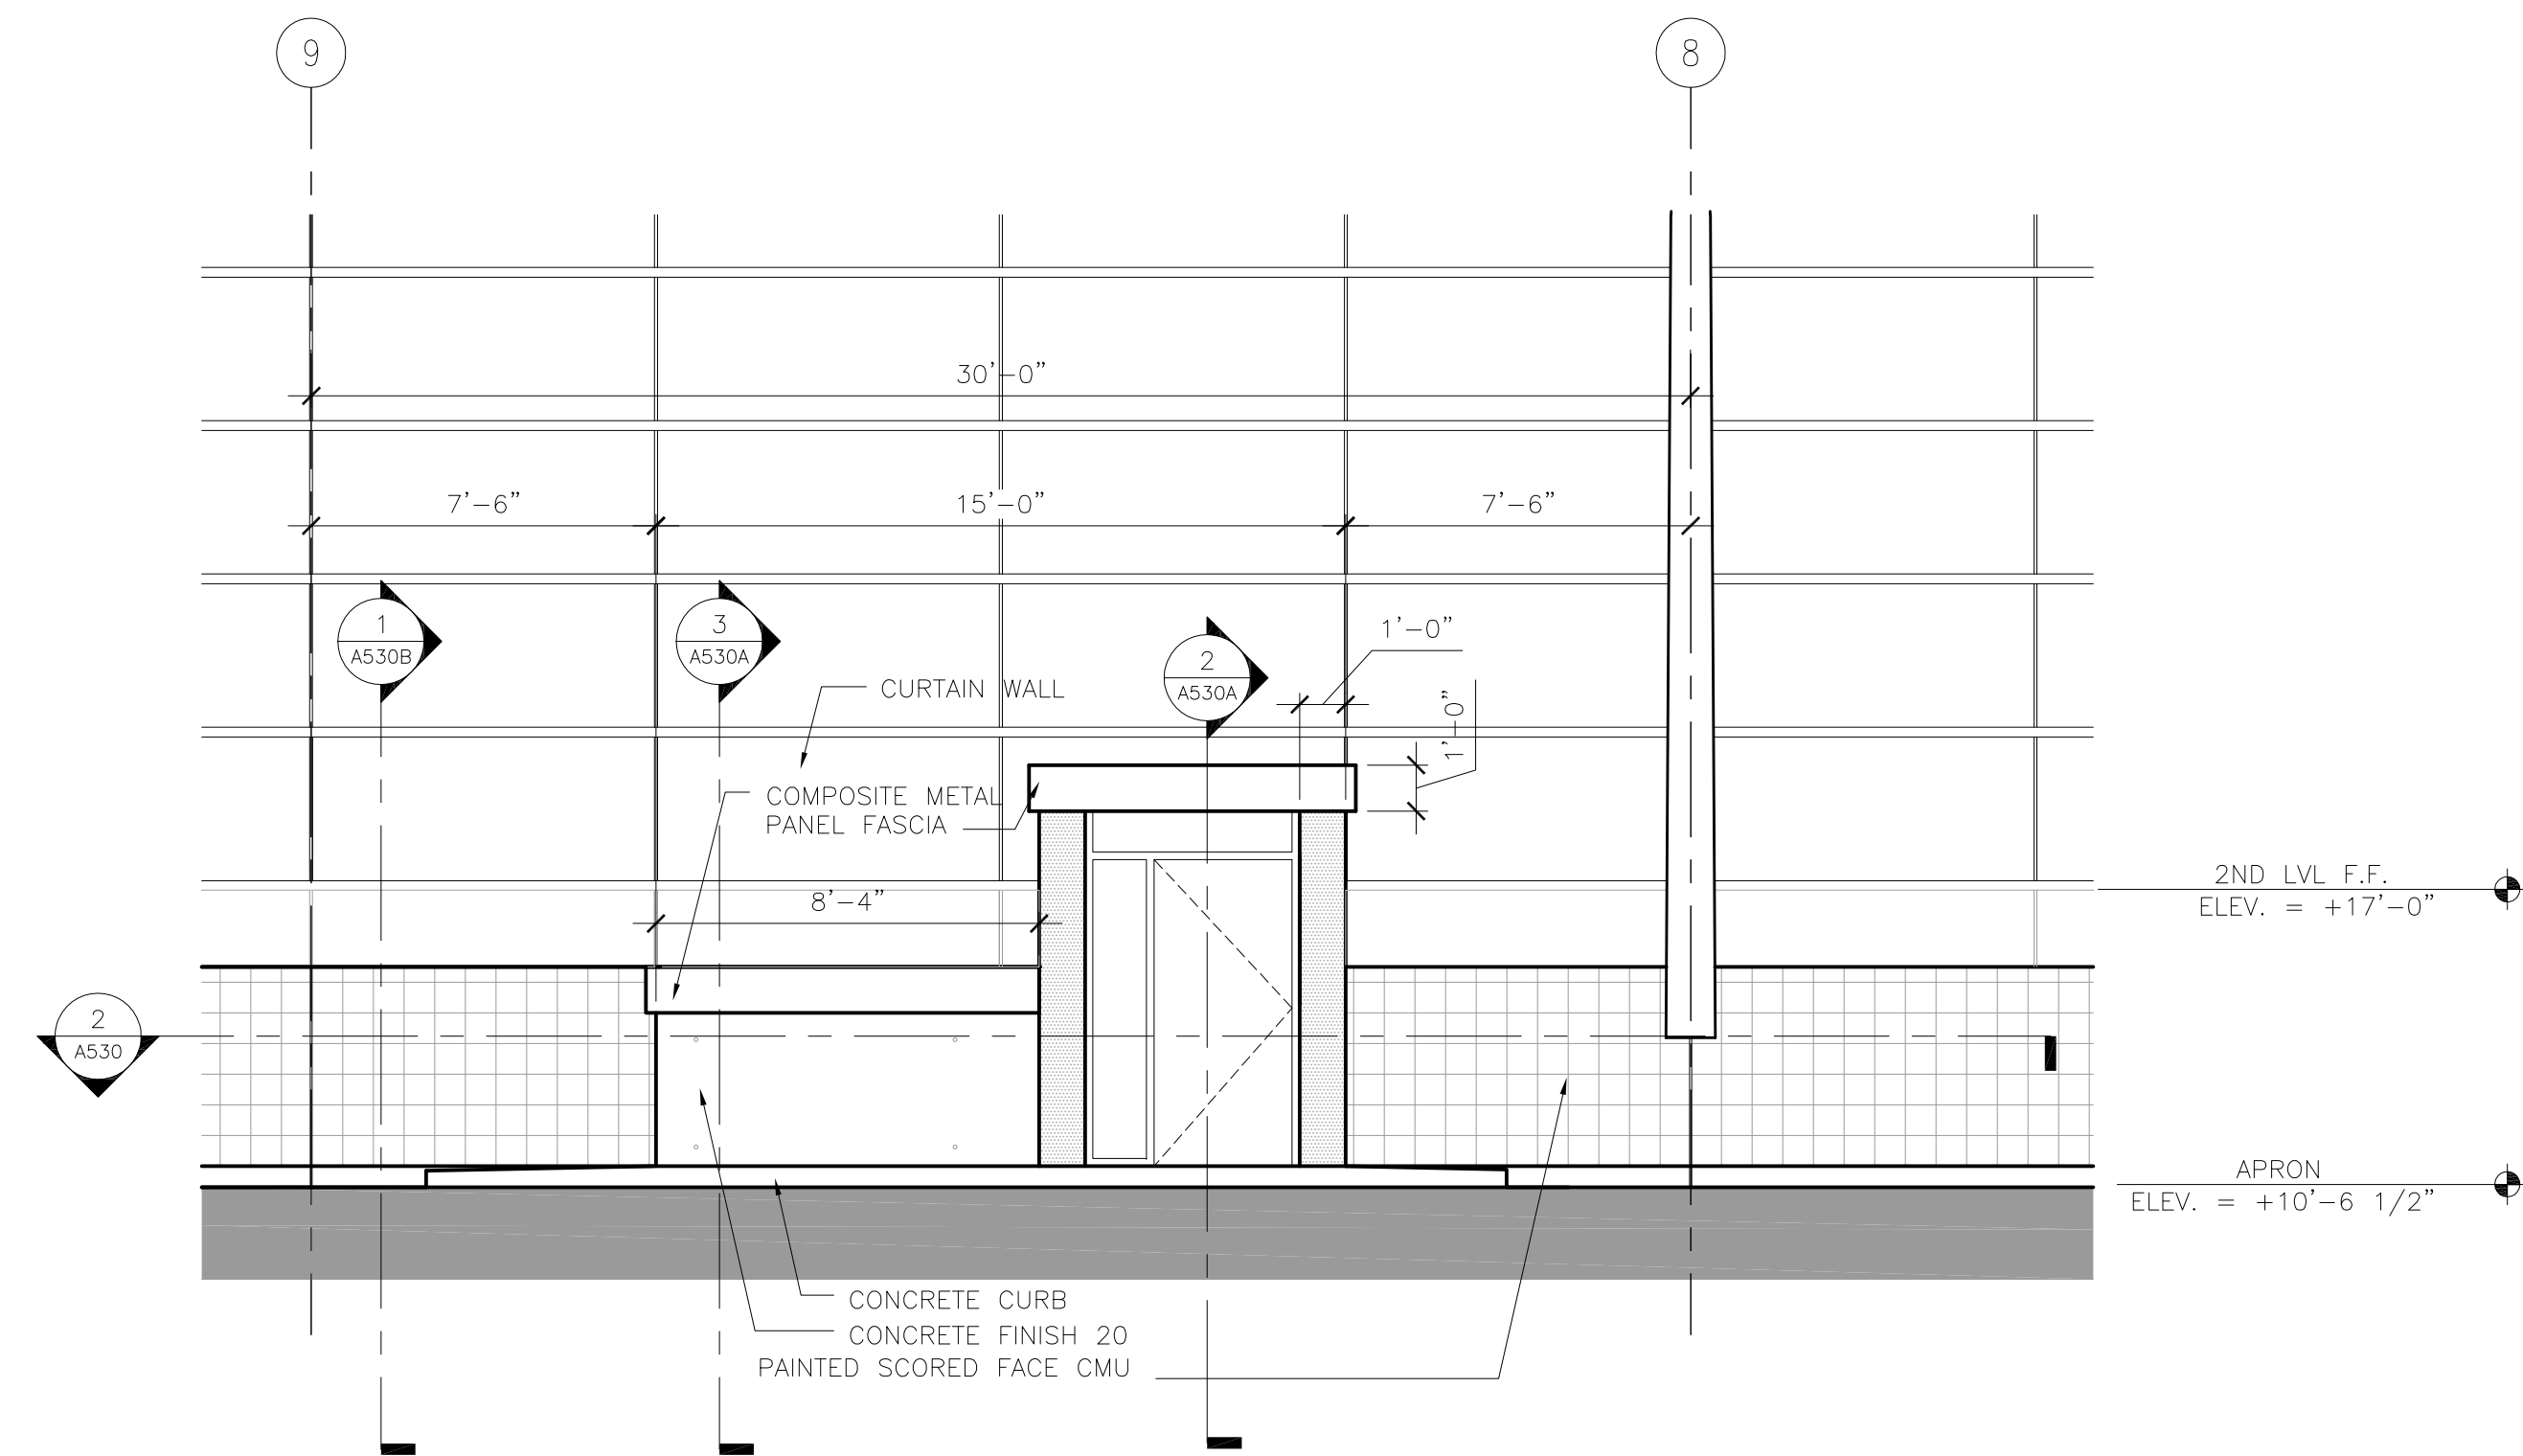 9
8
30'-0"
7'-6"
15'-0"
7'-6"
1
A530B
3
A530A
2
A530A
1'-0"
1'-0"
CURTAIN WALL
COMPOSITE METAL
PANEL FASCIA
8'-4"
2ND LVL F.F.
ELEV. = +17'-0"
2
A530
APRON
ELEV. = +10'-6 1/2"
CONCRETE CURB
CONCRETE FINISH 20
PAINTED SCORED FACE CMU